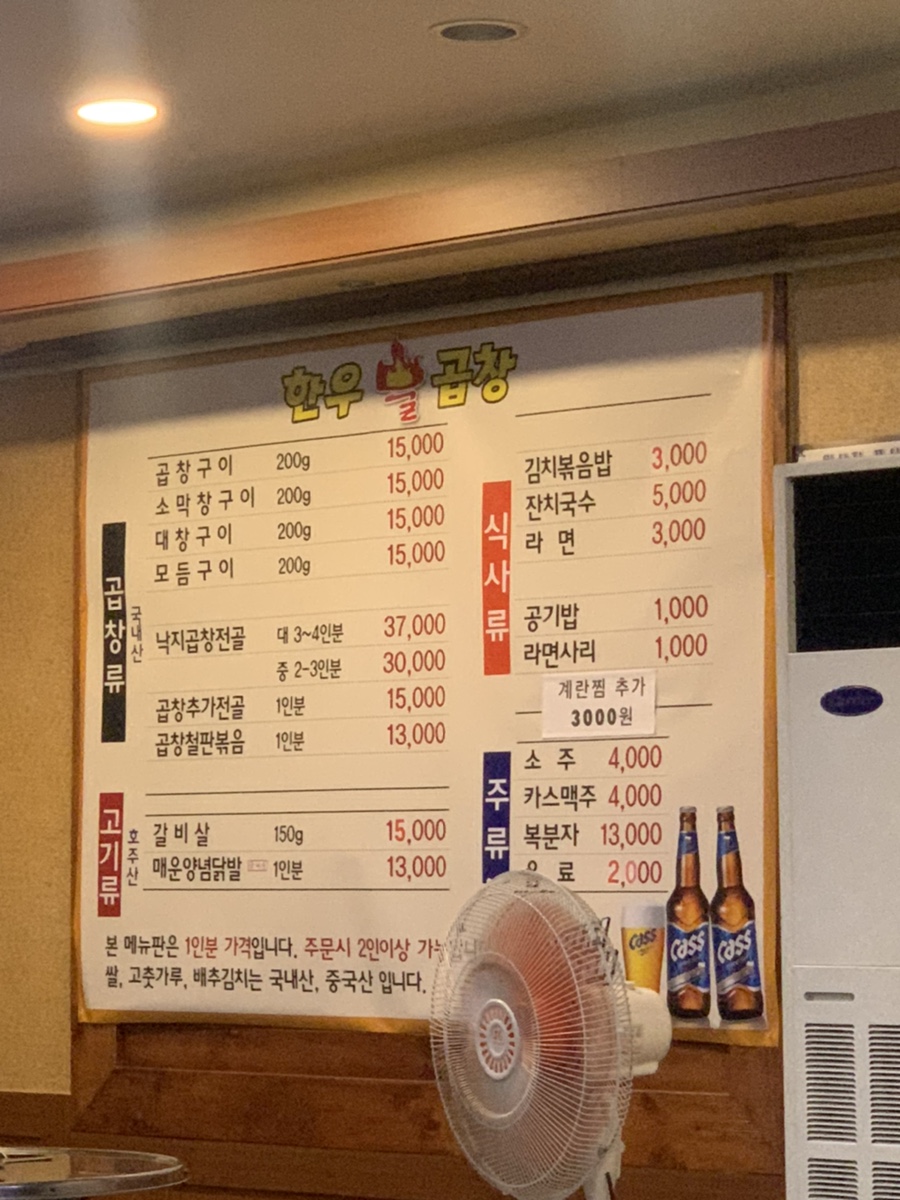 한우 불 곱창
곱창류
국내산
곱창구이 200g 15,000
소막창구이 200g 15,000
대창구이 200g 15,000
모듬구이 200g 15,000
낙지곱창전골 대 3~4인분 37,000
중 2-3인분 30,000
곱창추가전골 1인분 15,000
곱창철판볶음 1인분 13,000
고기류
호주산
갈비살 150g 15,000
매운양념닭발 1인분 13,000
식사류
김치볶음밥 3,000
잔치국수 5,000
라면 3,000
공기밥 1,000
라면사리 1,000
계란찜 추가
3000원
주류
소주 4,000
카스맥주 4,000
복분자 13,000
료 2,000
본 메뉴판은 1인분 가격입니다. 주문시 2인이상
쌀, 고춧가루, 배추김치는 국내산, 중국산 입니다.
Cass
Cass
Cass